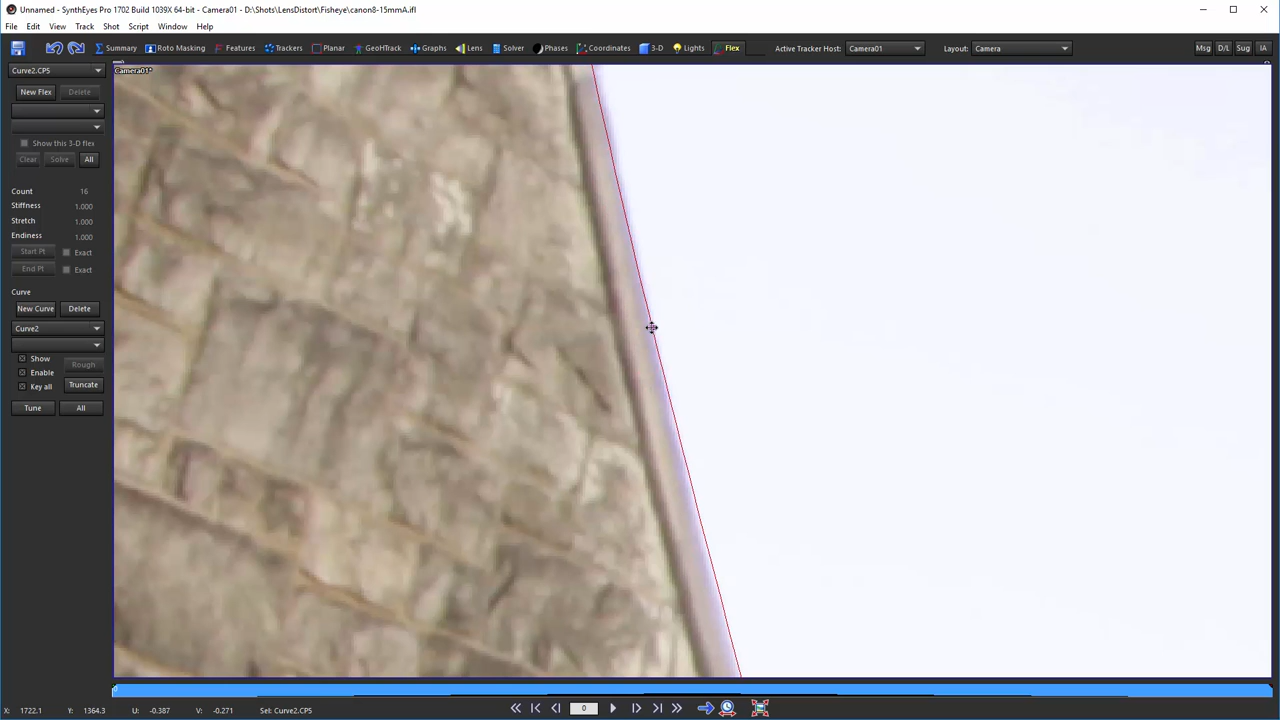 Unnamed - SynthEyes Pro 1702 Build 1039X 64-bit - Camera01 - D:\Shots\LensDistort\Fisheye\canon8-15mmA.ifl
File Edit View Track Shot Script Window Help
Summary Roto Masking Features Trackers Planar GeoHTrack Graphs Lens Solver Phases Coordinates 3-D Lights Flex Active Tracker Host: Camera01 Layout: Camera Msg D/L Sug IA
Curve2.CP5
Camera01*
New Flex Delete
Show this 3-D flex
Clear Solve All
Count 16
Stiffness 1.000
Stretch 1.000
Endiness 1.000
Start Pt Exact
End Pt Exact
Curve
New Curve Delete
Curve2
Show
Rough
Enable
Truncate
Key all
Tune All
0
0
X: 1722.1 Y: 1364.3 U: -0.387 V: -0.271 Sel: Curve2.CP5